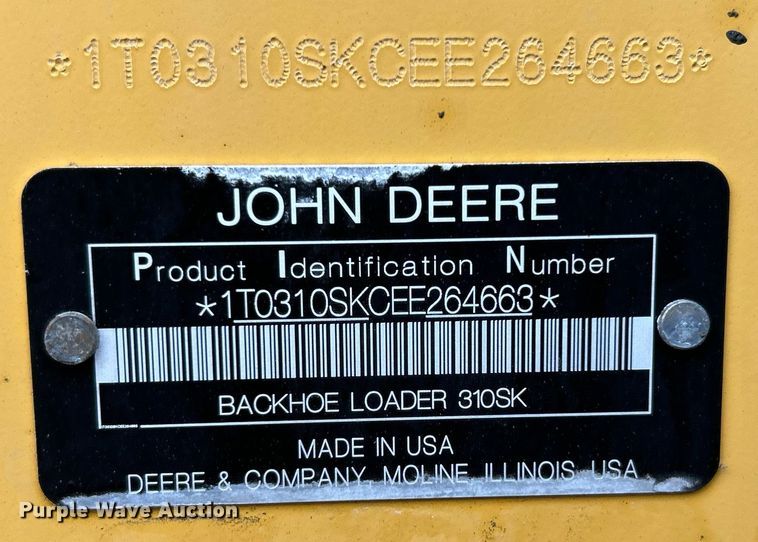 *1T0310SKCEE264663*
JOHN DEERE
Product Identification Number
*1T0310SKCEE264663*
1T0310SKCEE264663
BACKHOE LOADER 310SK
MADE IN USA
DEERE & COMPANY, MOLINE, ILLINOIS, USA
Purple Wave Auction